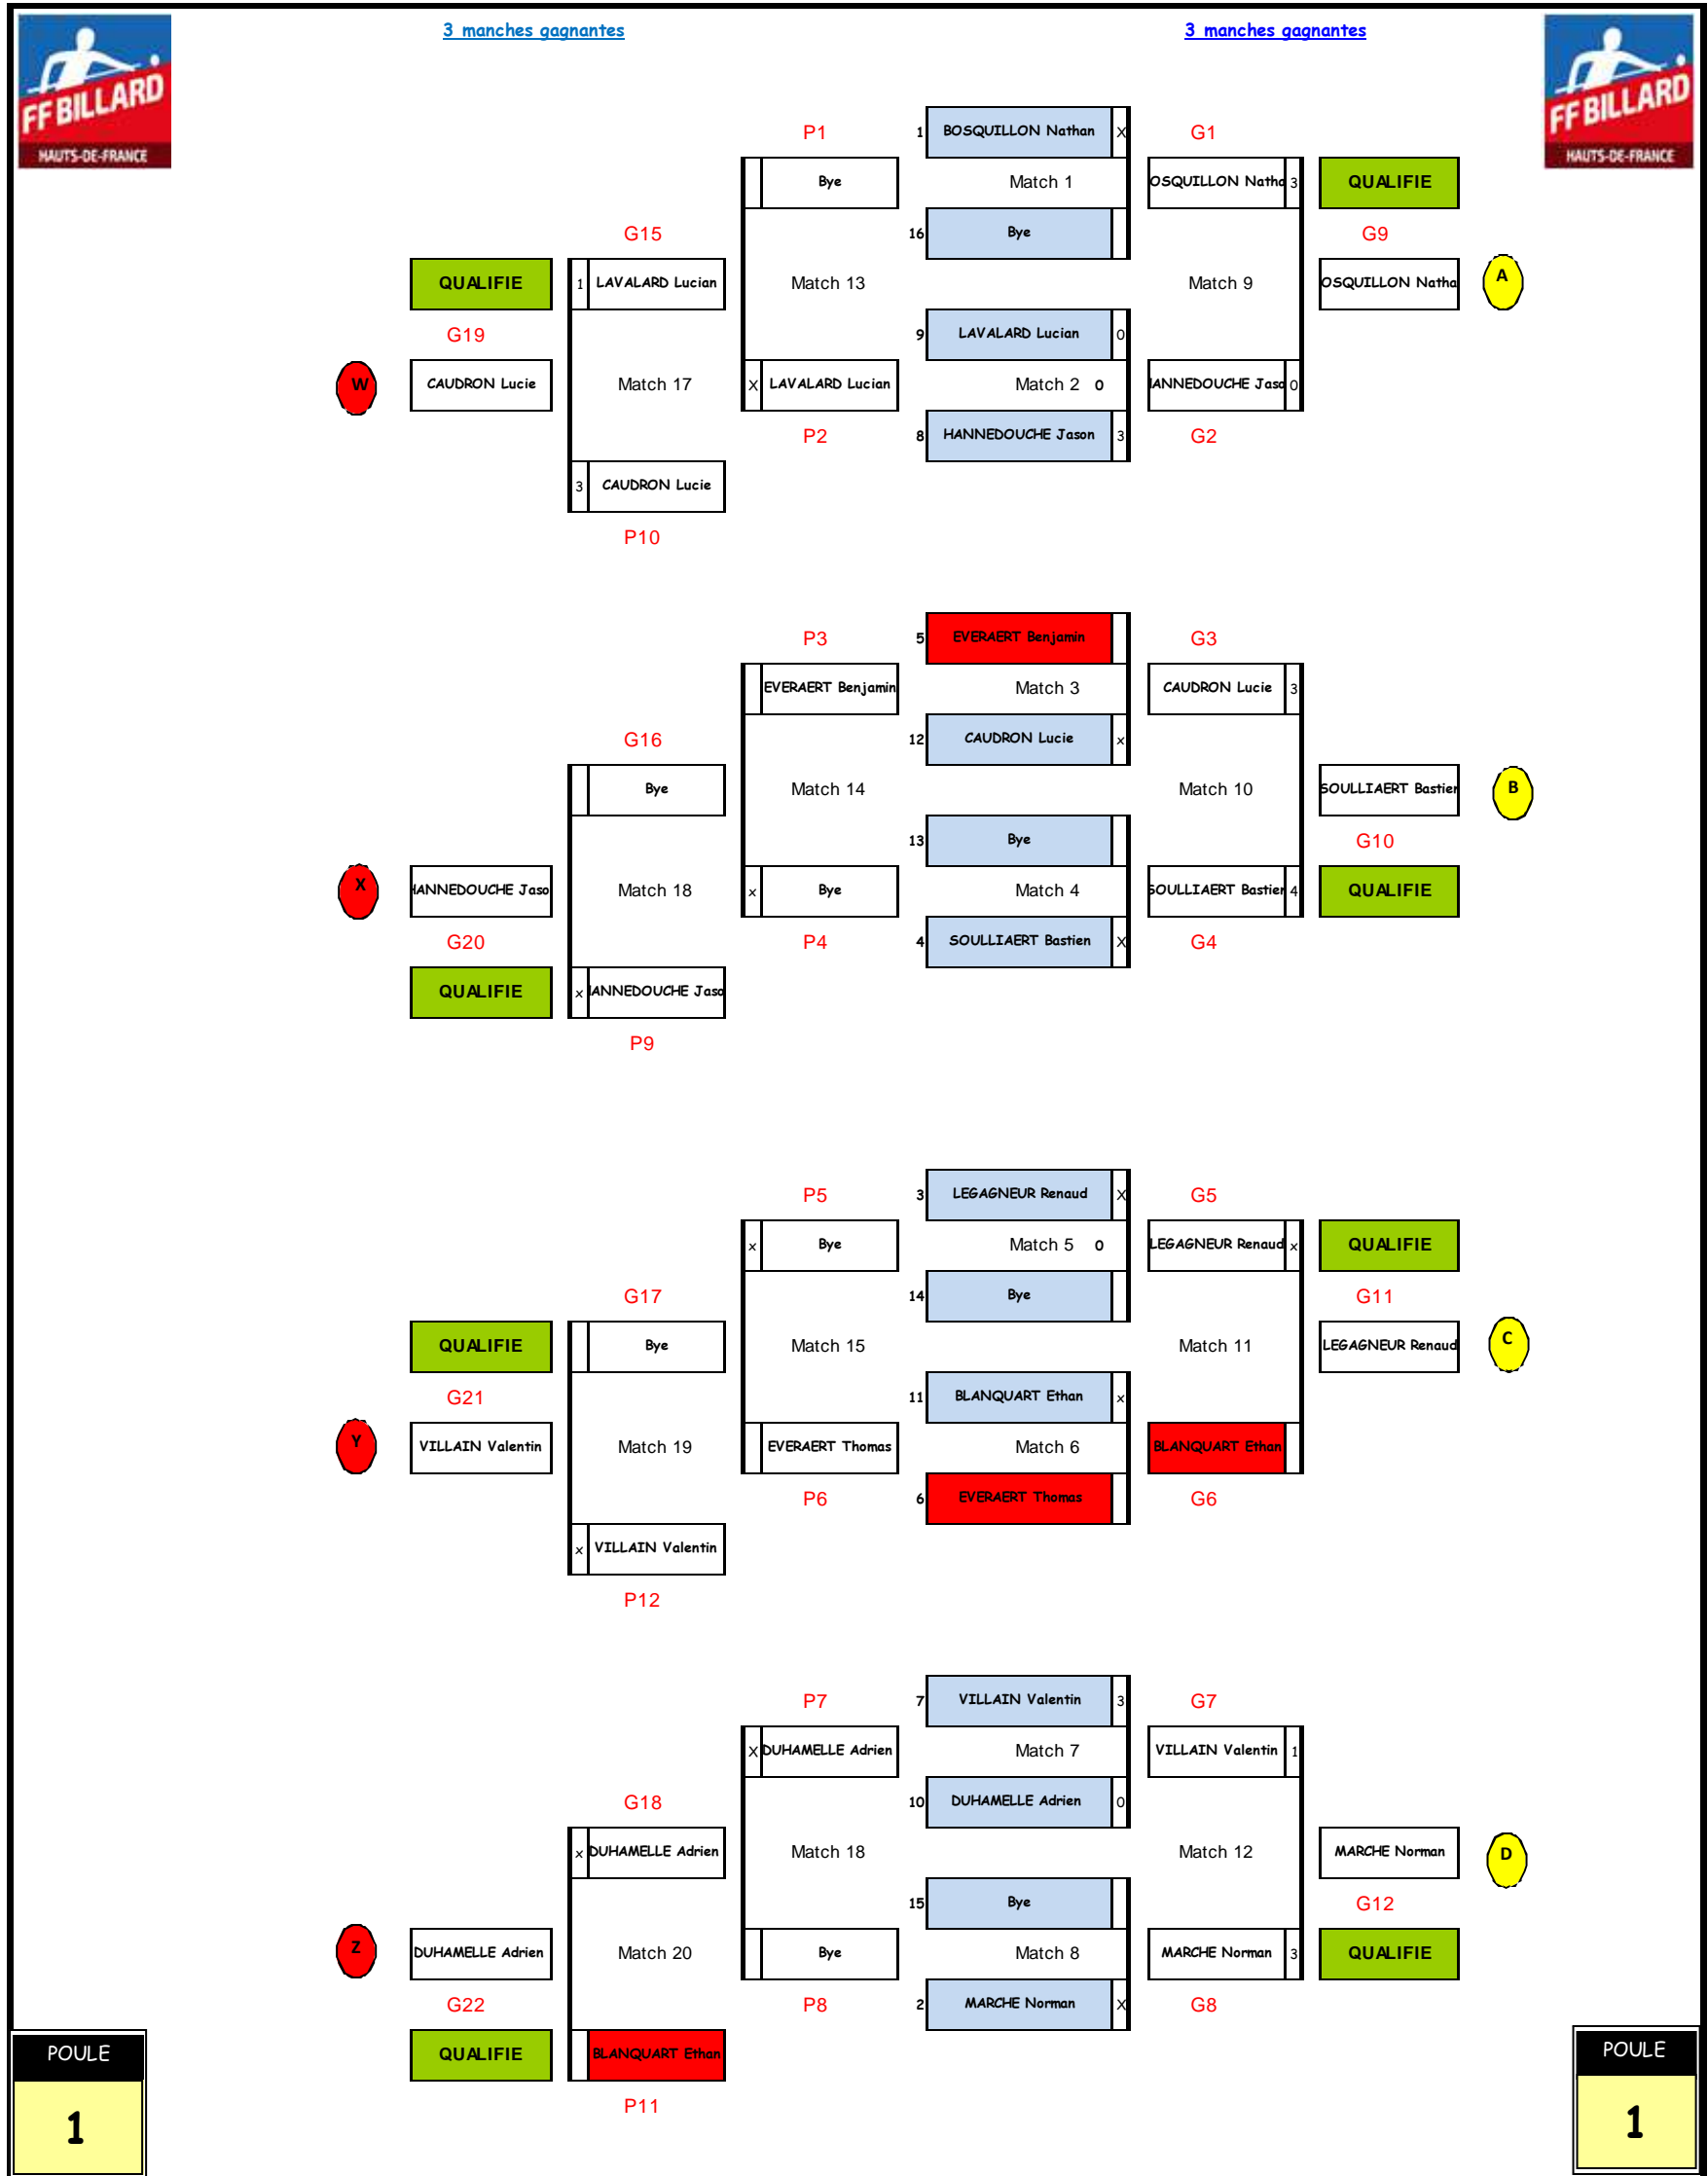 3 manches gagnantes 3 manches gagnantes
FF BILLARD FF BILLARD
HAUTS-DE-FRANCE HAUTS-DE-FRANCE
P1 1 BOSQUILLON Nathan X G1
Bye Match 1 OSQUILLON Natha 3 QUALIFIE
G15 16 Bye G9
QUALIFIE 1 LAVALARD Lucian Match 13 Match 9 OSQUILLON Natha A
G19 9 LAVALARD Lucian 0
W CAUDRON Lucie Match 17 X LAVALARD Lucian Match 2 0 HANNEDOUCHE Jaso 0
P2 8 HANNEDOUCHE Jason 3 G2
3 CAUDRON Lucie
P10
P3 5 EVERAERT Benjamin G3
EVERAERT Benjamin Match 3 CAUDRON Lucie 3
G16 12 CAUDRON Lucie x
Bye Match 14 Match 10 SOULLIAERT Bastien B
13 Bye G10
X HANNEDOUCHE Jaso Match 18 x Bye Match 4 SOULLIAERT Bastien 4 QUALIFIE
G20 P4 4 SOULLIAERT Bastien X G4
QUALIFIE x HANNEDOUCHE Jaso
P9
P5 3 LEGAGNEUR Renaud X G5
x Bye Match 5 0 LEGAGNEUR Renaud x QUALIFIE
G17 14 Bye G11
QUALIFIE Bye Match 15 Match 11 LEGAGNEUR Renaud C
G21 11 BLANQUART Ethan x
Y VILLAIN Valentin Match 19 EVERAERT Thomas Match 6 BLANQUART Ethan
P6 6 EVERAERT Thomas G6
x VILLAIN Valentin
P12
P7 7 VILLAIN Valentin 3 G7
X DUHAMELLE Adrien Match 7 VILLAIN Valentin 1
G18 10 DUHAMELLE Adrien 0
x DUHAMELLE Adrien Match 18 Match 12 MARCHE Norman D
15 Bye G12
Z DUHAMELLE Adrien Match 20 Bye Match 8 MARCHE Norman 3 QUALIFIE
G22 P8 2 MARCHE Norman X G8
POULE QUALIFIE BLANQUART Ethan POULE
P11
1 1